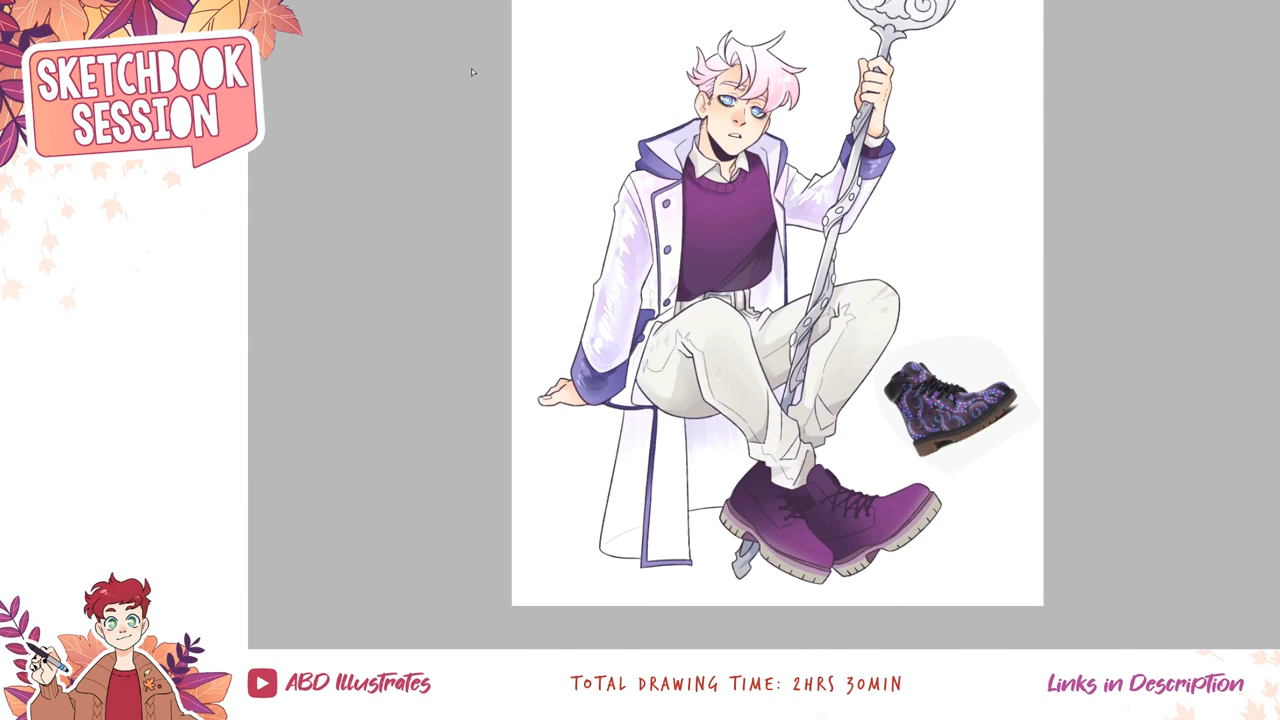 SKETCHBOOK
SESSION
ABD Illustrates
TOTAL DRAWING TIME: 2HRS 30MIN
Links in Description